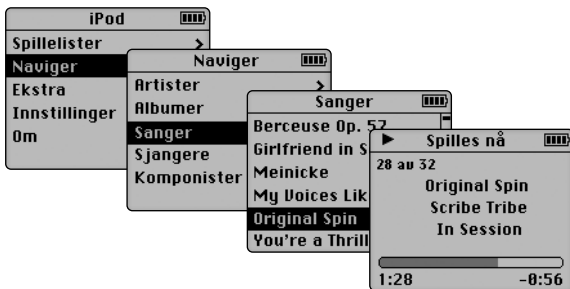 iPod
Spillelister >
Naviger
Ekstra
Innstillinger
Om
Naviger
Artister >
Albumer
Sanger
Sjangere
Komponister
Sanger
Berceuse Op. 57
Girlfriend in S
Meinicke
My Voices Lik
Original Spin
You're a Thrill
Spilles nå
28 av 32
Original Spin
Scribe Tribe
In Session
1:28 -0:56